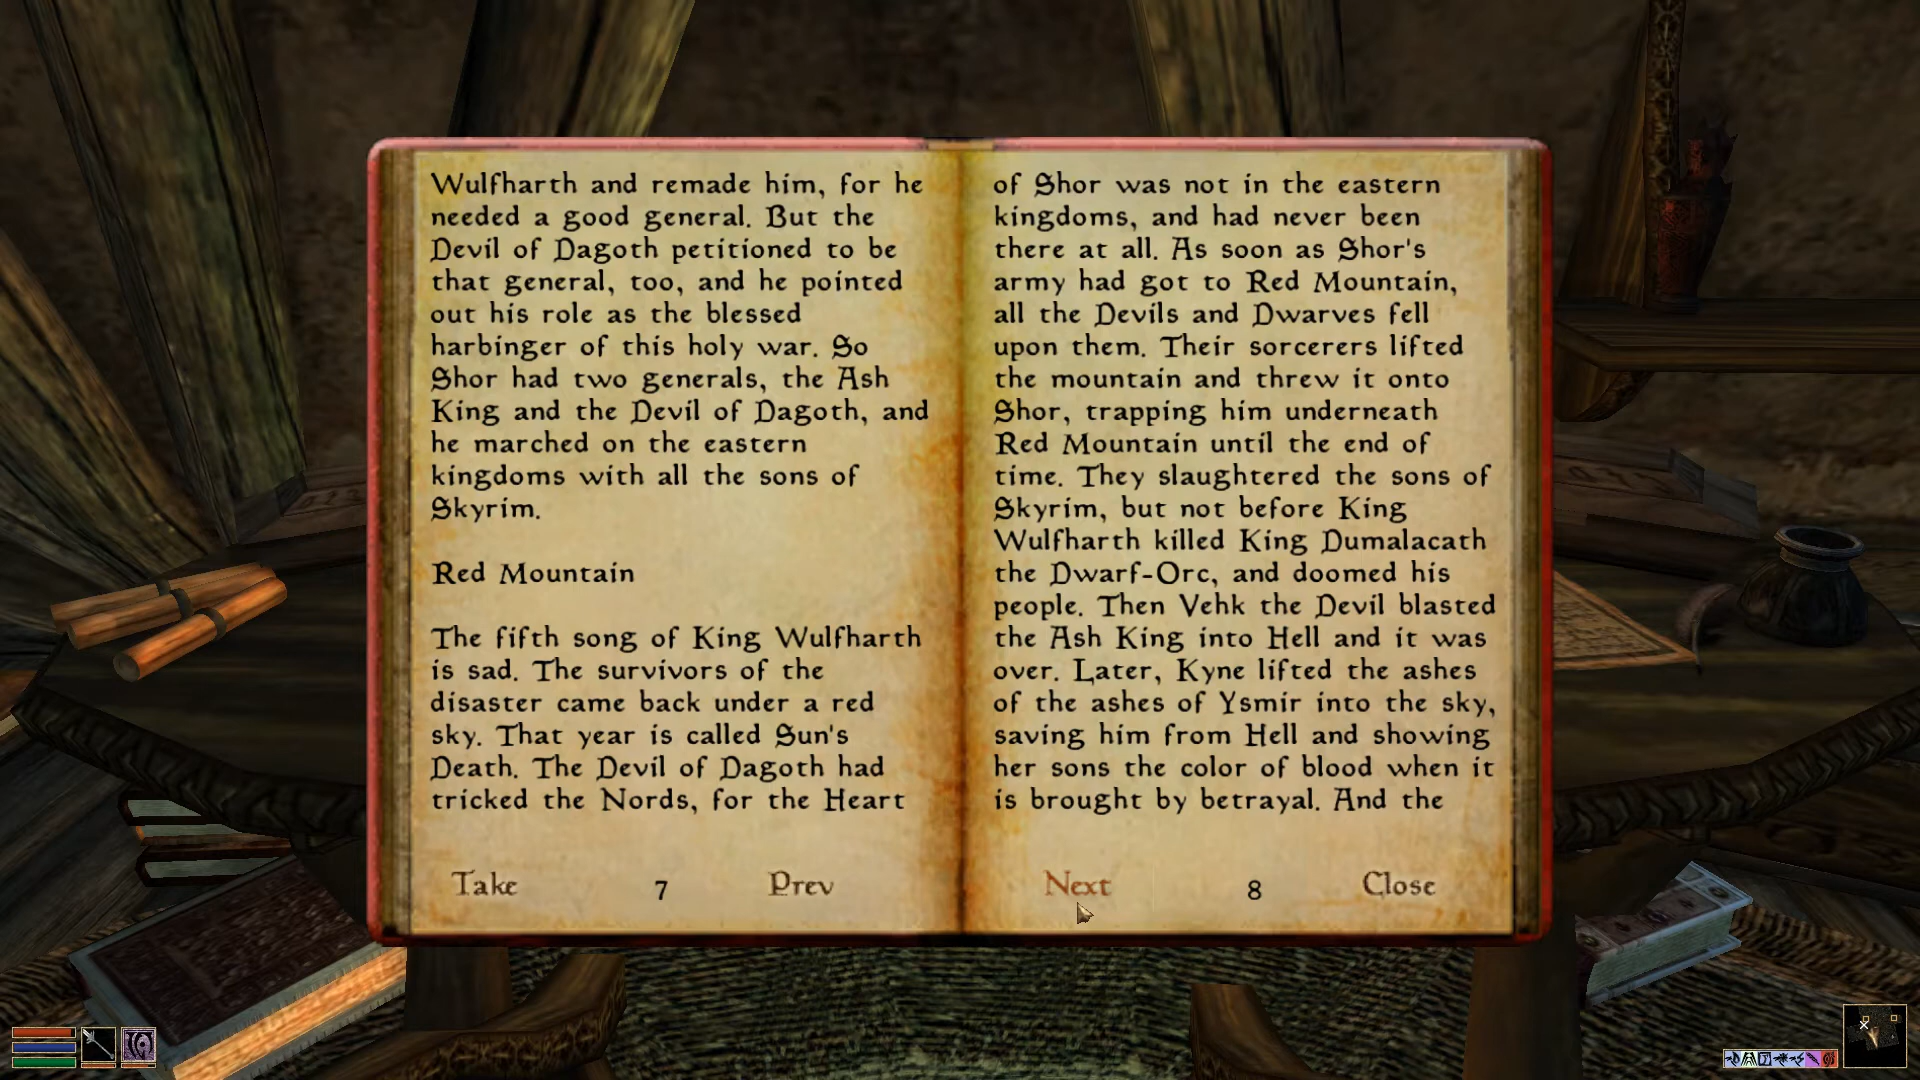 Wulfharth and remade him, for he
needed a good general. But the
Devil of Dagoth petitioned to be
that general, too, and he pointed
out his role as the blessed
harbinger of this holy war. So
Shor had two generals, the Ash
King and the Devil of Dagoth, and
he marched on the eastern
kingdoms with all the sons of
Skyrim.
Red Mountain
The fifth song of King Wulfharth
is sad. The survivors of the
disaster came back under a red
sky. That year is called Sun's
Death. The Devil of Dagoth had
tricked the Nords, for the Heart
of Shor was not in the eastern
kingdoms, and had never been
there at all. As soon as Shor's
army had got to Red Mountain,
all the Devils and Dwarves fell
upon them. Their sorcerers lifted
the mountain and threw it onto
Shor, trapping him underneath
Red Mountain until the end of
time. They slaughtered the sons of
Skyrim, but not before King
Wulfharth killed King Dumalacath
the Dwarf-Orc, and doomed his
people. Then Vehk the Devil blasted
the Ash King into Hell and it was
over. Later, Kyne lifted the ashes
of the ashes of Ysmir into the sky,
saving him from Hell and showing
her sons the color of blood when it
is brought by betrayal. And the
Take 7 Prev Next 8 Close